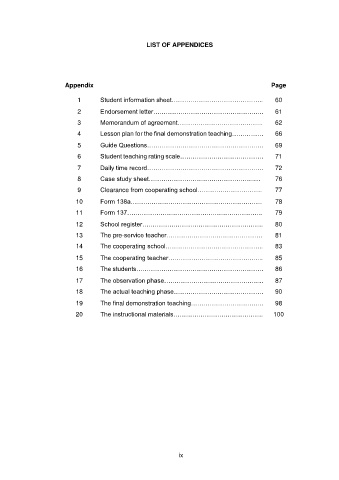 LIST OF APPENDICES
Appendix Page
1 Student information sheet…………………………………… 60
2 Endorsement letter…………………………………………… 61
3 Memorandum of agreement………………………………… 62
4 Lesson plan for the final demonstration teaching…………… 66
5 Guide Questions……………………………………………… 69
6 Student teaching rating scale………………………………… 71
7 Daily time record……………………………………………… 72
8 Case study sheet……………………………………………… 76
9 Clearance from cooperating school………………………… 77
10 Form 138a…………………………………………………… 78
11 Form 137……………………………………………………… 79
12 School register………………………………………………… 80
13 The pre-service teacher……………………………………… 81
14 The cooperating school……………………………………… 83
15 The cooperating teacher……………………………………… 85
16 The students…………………………………………………… 86
17 The observation phase………………………………………… 87
18 The actual teaching phase…………………………………… 90
19 The final demonstration teaching…………………………… 98
20 The instructional materials…………………………………… 100
ix